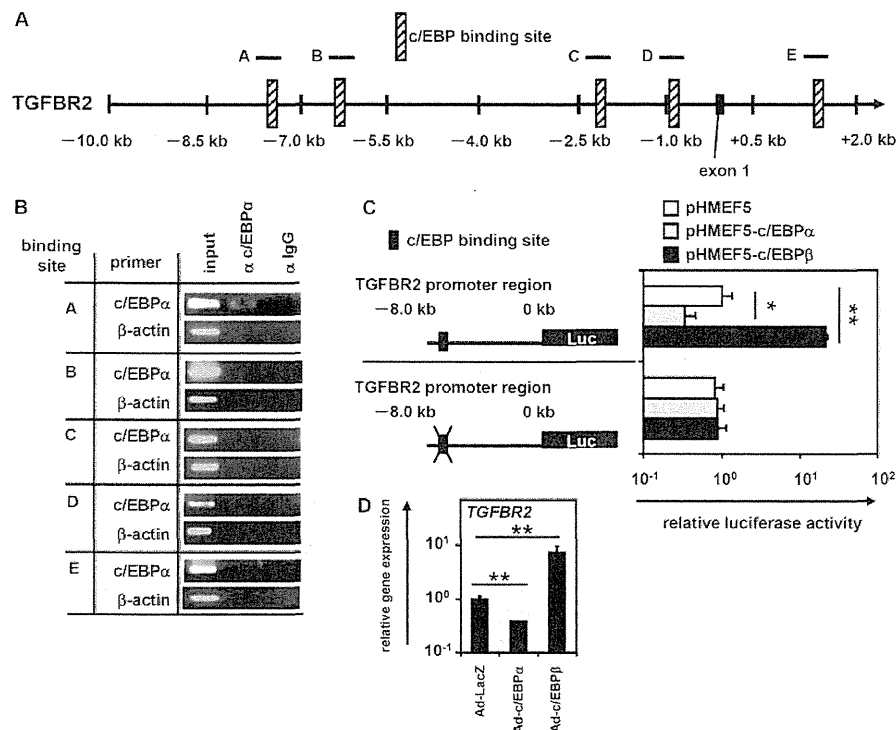 A
c/EBP binding site
A B C D E
TGFBR2
−10.0 kb −8.5 kb −7.0 kb −5.5 kb −4.0 kb −2.5 kb −1.0 kb +0.5 kb +2.0 kb
exon 1
B
binding site
primer
input
α c/EBPα
α IgG
A c/EBPα
β-actin
B c/EBPα
β-actin
C c/EBPα
β-actin
D c/EBPα
β-actin
E c/EBPα
β-actin
C
c/EBP binding site
pHMEF5
pHMEF5-c/EBPα
pHMEF5-c/EBPβ
TGFBR2 promoter region
−8.0 kb 0 kb
Luc
*
**
TGFBR2 promoter region
−8.0 kb 0 kb
Luc
10-1 100 101 102
relative luciferase activity
D
relative gene expression
TGFBR2
**
**
101
100
10-1
Ad-LacZ
Ad-c/EBPα
Ad-c/EBPβ